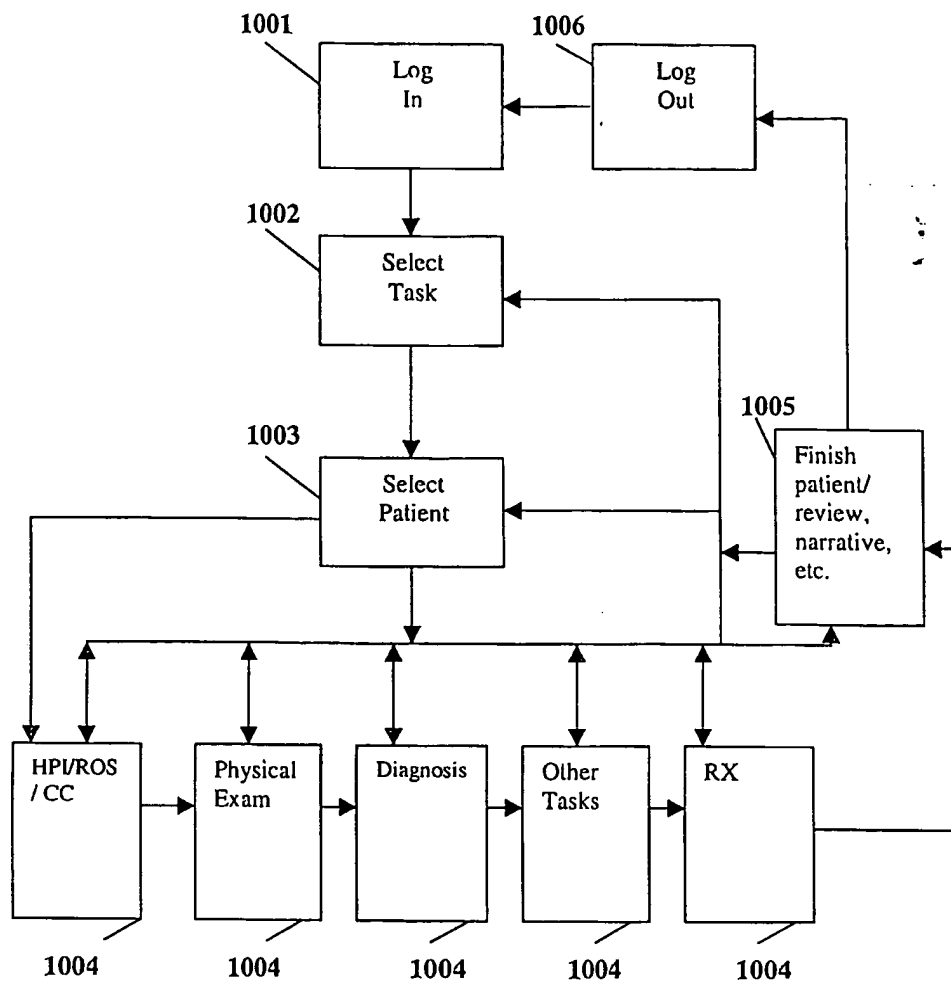 1001
Log
In
1006
Log
Out
1002
Select
Task
1003
Select
Patient
1005
Finish
patient/
review,
narrative,
etc.
HPI/ROS
/ CC
Physical
Exam
Diagnosis
Other
Tasks
RX
1004
1004
1004
1004
1004